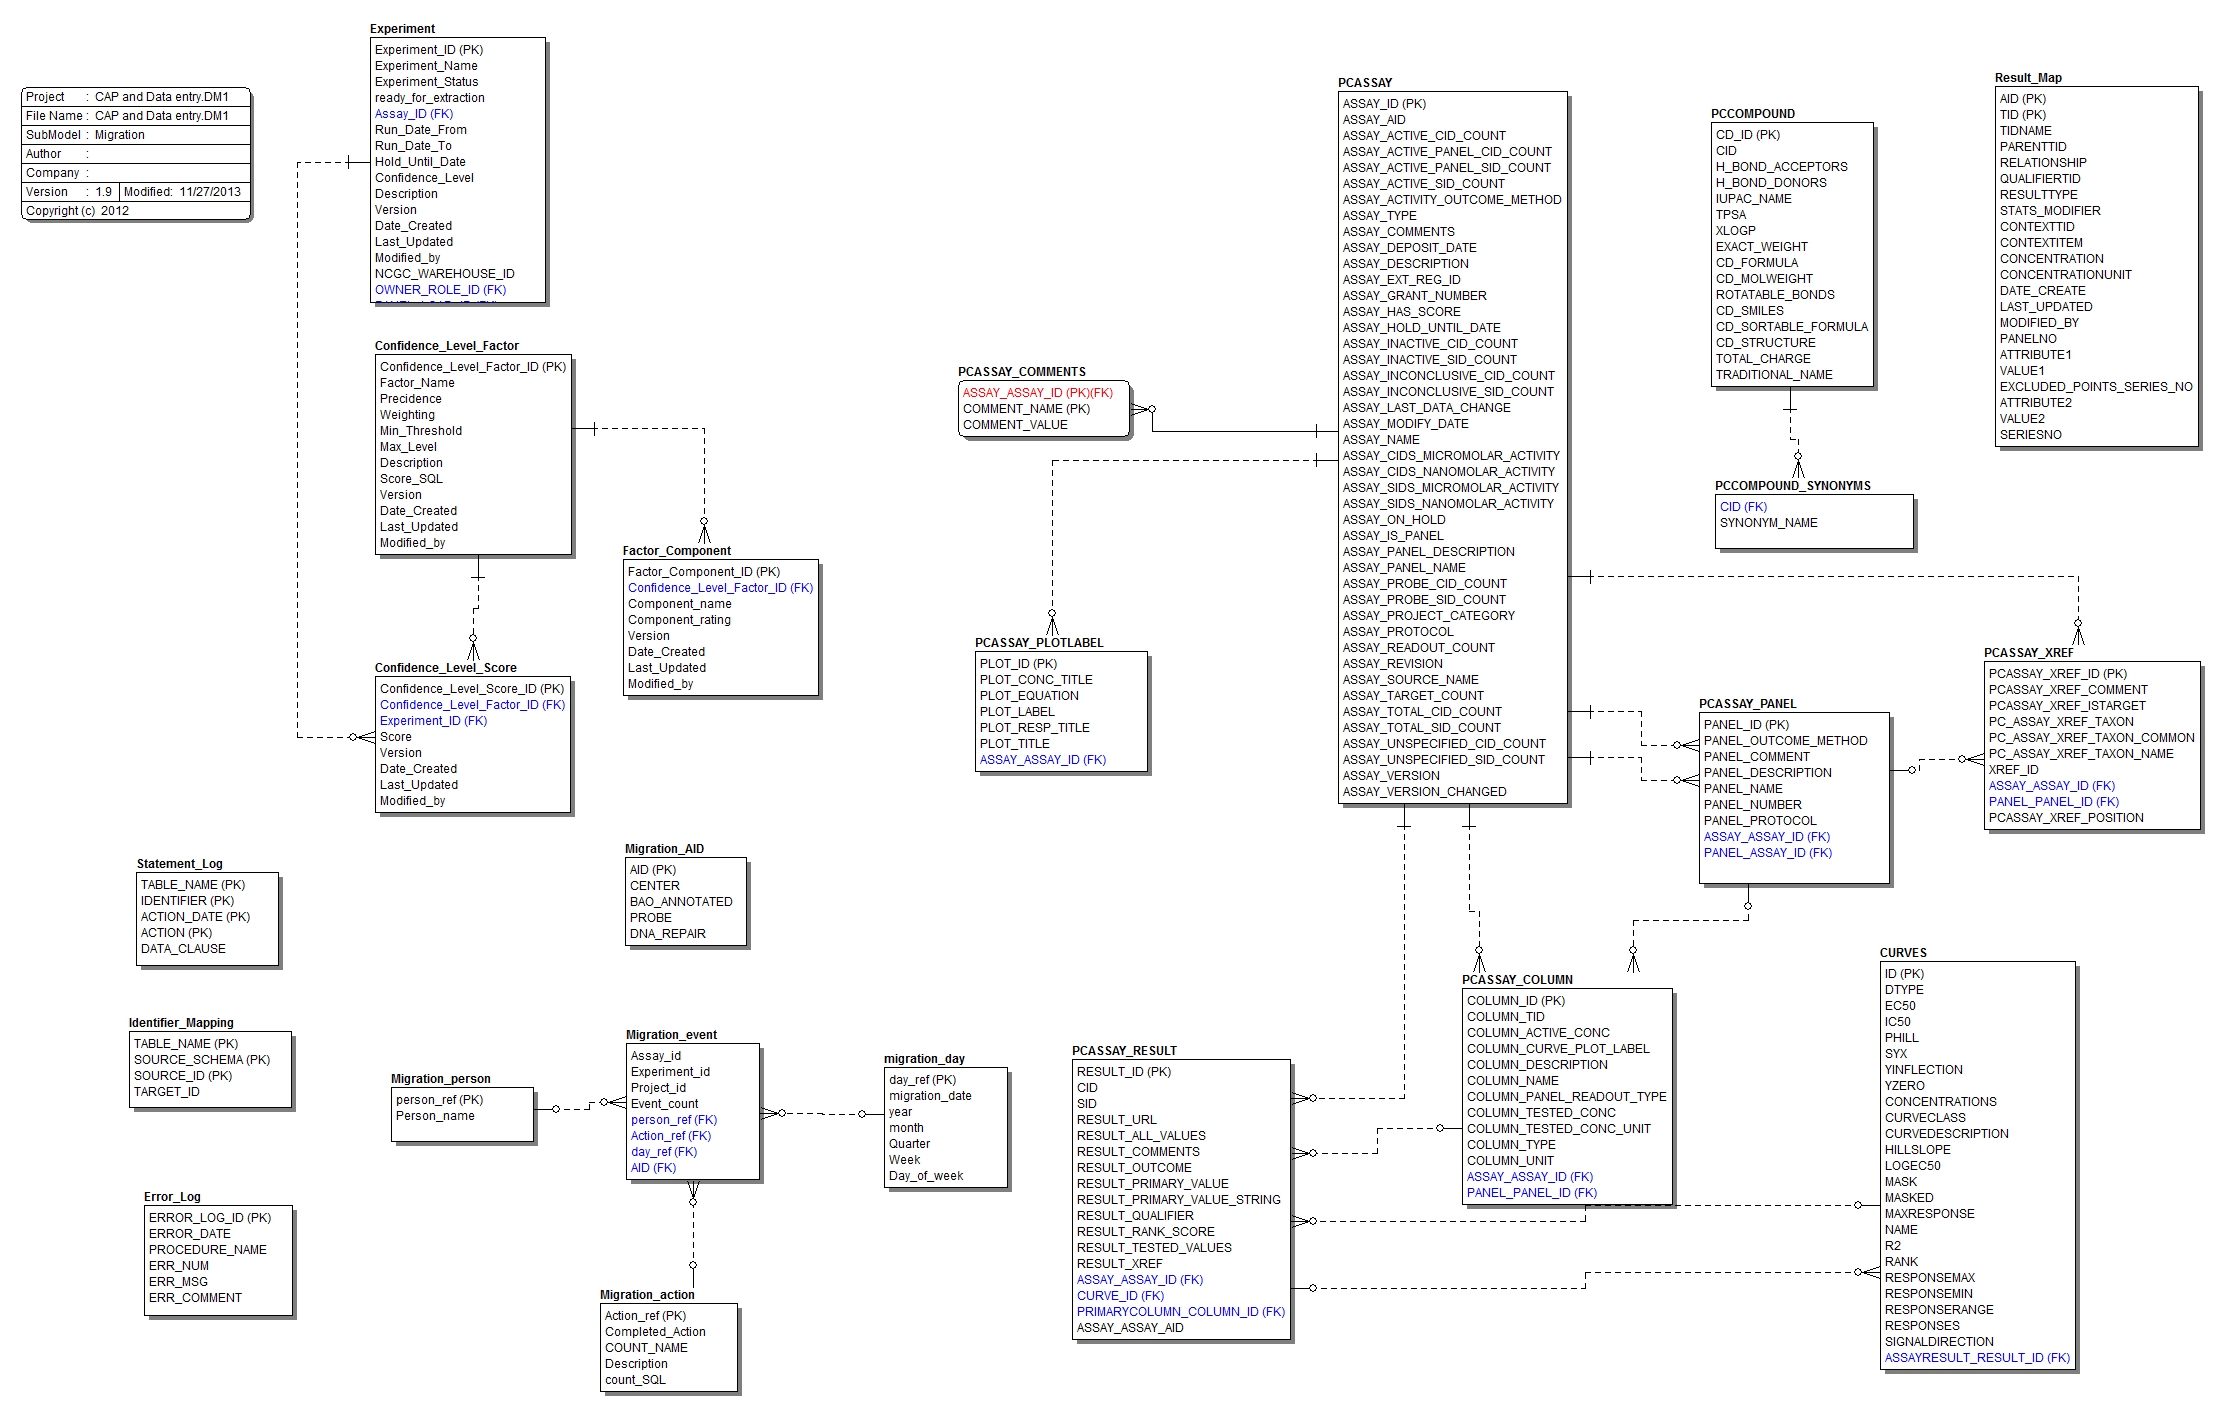 Project : CAP and Data entry.DM1
File Name : CAP and Data entry.DM1
SubModel : Migration
Author :
Company :
Version : 1.9 Modified: 11/27/2013
Copyright (c) 2012
Experiment
Experiment_ID (PK)
Experiment_Name
Experiment_Status
ready_for_extraction
Assay_ID (FK)
Run_Date_From
Run_Date_To
Hold_Until_Date
Confidence_Level
Description
Version
Date_Created
Last_Updated
Modified_by
NCGC_WAREHOUSE_ID
OWNER_ROLE_ID (FK)
Confidence_Level_Factor
Confidence_Level_Factor_ID (PK)
Factor_Name
Precidence
Weighting
Min_Threshold
Max_Level
Description
Score_SQL
Version
Date_Created
Last_Updated
Modified_by
Factor_Component
Factor_Component_ID (PK)
Confidence_Level_Factor_ID (FK)
Component_name
Component_rating
Version
Date_Created
Last_Updated
Modified_by
Confidence_Level_Score
Confidence_Level_Score_ID (PK)
Confidence_Level_Factor_ID (FK)
Experiment_ID (FK)
Score
Version
Date_Created
Last_Updated
Modified_by
Statement_Log
TABLE_NAME (PK)
IDENTIFIER (PK)
ACTION_DATE (PK)
ACTION (PK)
DATA_CLAUSE
Migration_AID
AID (PK)
CENTER
BAO_ANNOTATED
PROBE
DNA_REPAIR
Identifier_Mapping
TABLE_NAME (PK)
SOURCE_SCHEMA (PK)
SOURCE_ID (PK)
TARGET_ID
Migration_person
person_ref (PK)
Person_name
Migration_event
Assay_id
Experiment_id
Project_id
Event_count
person_ref (FK)
Action_ref (FK)
day_ref (FK)
AID (FK)
migration_day
day_ref (PK)
migration_date
year
month
Quarter
Week
Day_of_week
Error_Log
ERROR_LOG_ID (PK)
ERROR_DATE
PROCEDURE_NAME
ERR_NUM
ERR_MSG
ERR_COMMENT
Migration_action
Action_ref (PK)
Completed_Action
COUNT_NAME
Description
count_SQL
PCASSAY_COMMENTS
ASSAY_ASSAY_ID (PK)(FK)
COMMENT_NAME (PK)
COMMENT_VALUE
PCASSAY_PLOTLABEL
PLOT_ID (PK)
PLOT_CONC_TITLE
PLOT_EQUATION
PLOT_LABEL
PLOT_RESP_TITLE
PLOT_TITLE
ASSAY_ASSAY_ID (FK)
PCASSAY
ASSAY_ID (PK)
ASSAY_AID
ASSAY_ACTIVE_CID_COUNT
ASSAY_ACTIVE_PANEL_CID_COUNT
ASSAY_ACTIVE_PANEL_SID_COUNT
ASSAY_ACTIVE_SID_COUNT
ASSAY_ACTIVITY_OUTCOME_METHOD
ASSAY_TYPE
ASSAY_COMMENTS
ASSAY_DEPOSIT_DATE
ASSAY_DESCRIPTION
ASSAY_EXT_REG_ID
ASSAY_GRANT_NUMBER
ASSAY_HAS_SCORE
ASSAY_HOLD_UNTIL_DATE
ASSAY_INACTIVE_CID_COUNT
ASSAY_INACTIVE_SID_COUNT
ASSAY_INCONCLUSIVE_CID_COUNT
ASSAY_INCONCLUSIVE_SID_COUNT
ASSAY_LAST_DATA_CHANGE
ASSAY_MODIFY_DATE
ASSAY_NAME
ASSAY_CIDS_MICROMOLAR_ACTIVITY
ASSAY_CIDS_NANOMOLAR_ACTIVITY
ASSAY_SIDS_MICROMOLAR_ACTIVITY
ASSAY_SIDS_NANOMOLAR_ACTIVITY
ASSAY_ON_HOLD
ASSAY_IS_PANEL
ASSAY_PANEL_DESCRIPTION
ASSAY_PANEL_NAME
ASSAY_PROBE_CID_COUNT
ASSAY_PROBE_SID_COUNT
ASSAY_PROJECT_CATEGORY
ASSAY_PROTOCOL
ASSAY_READOUT_COUNT
ASSAY_REVISION
ASSAY_SOURCE_NAME
ASSAY_TARGET_COUNT
ASSAY_TOTAL_CID_COUNT
ASSAY_TOTAL_SID_COUNT
ASSAY_UNSPECIFIED_CID_COUNT
ASSAY_UNSPECIFIED_SID_COUNT
ASSAY_VERSION
ASSAY_VERSION_CHANGED
PCCOMPOUND
CD_ID (PK)
CID
H_BOND_ACCEPTORS
H_BOND_DONORS
IUPAC_NAME
TPSA
XLOGP
EXACT_WEIGHT
CD_FORMULA
CD_MOLWEIGHT
ROTATABLE_BONDS
CD_SMILES
CD_SORTABLE_FORMULA
CD_STRUCTURE
TOTAL_CHARGE
TRADITIONAL_NAME
PCCOMPOUND_SYNONYMS
CID (FK)
SYNONYM_NAME
Result_Map
AID (PK)
TID (PK)
TIDNAME
PARENTTID
RELATIONSHIP
QUALIFIERTID
RESULTTYPE
STATS_MODIFIER
CONTEXTTID
CONTEXTITEM
CONCENTRATION
CONCENTRATIONUNIT
DATE_CREATE
LAST_UPDATED
MODIFIED_BY
PANELNO
ATTRIBUTE1
VALUE1
EXCLUDED_POINTS_SERIES_NO
ATTRIBUTE2
VALUE2
SERIESNO
PCASSAY_XREF
PCASSAY_XREF_ID (PK)
PCASSAY_XREF_COMMENT
PCASSAY_XREF_ISTARGET
PC_ASSAY_XREF_TAXON
PC_ASSAY_XREF_TAXON_COMMON
PC_ASSAY_XREF_TAXON_NAME
XREF_ID
ASSAY_ASSAY_ID (FK)
PANEL_PANEL_ID (FK)
PCASSAY_XREF_POSITION
PCASSAY_PANEL
PANEL_ID (PK)
PANEL_OUTCOME_METHOD
PANEL_COMMENT
PANEL_DESCRIPTION
PANEL_NAME
PANEL_NUMBER
PANEL_PROTOCOL
ASSAY_ASSAY_ID (FK)
PANEL_ASSAY_ID (FK)
PCASSAY_COLUMN
COLUMN_ID (PK)
COLUMN_TID
COLUMN_ACTIVE_CONC
COLUMN_CURVE_PLOT_LABEL
COLUMN_DESCRIPTION
COLUMN_NAME
COLUMN_PANEL_READOUT_TYPE
COLUMN_TESTED_CONC
COLUMN_TESTED_CONC_UNIT
COLUMN_TYPE
COLUMN_UNIT
ASSAY_ASSAY_ID (FK)
PANEL_PANEL_ID (FK)
PCASSAY_RESULT
RESULT_ID (PK)
CID
SID
RESULT_URL
RESULT_ALL_VALUES
RESULT_COMMENTS
RESULT_OUTCOME
RESULT_PRIMARY_VALUE
RESULT_PRIMARY_VALUE_STRING
RESULT_QUALIFIER
RESULT_RANK_SCORE
RESULT_TESTED_VALUES
RESULT_XREF
ASSAY_ASSAY_ID (FK)
CURVE_ID (FK)
PRIMARYCOLUMN_COLUMN_ID (FK)
ASSAY_ASSAY_AID
CURVES
ID (PK)
DTYPE
EC50
IC50
PHILL
SYX
YINFLECTION
YZERO
CONCENTRATIONS
CURVECLASS
CURVEDESCRIPTION
HILLSLOPE
LOGEC50
MASK
MASKED
MAXRESPONSE
NAME
R2
RANK
RESPONSEMAX
RESPONSEMIN
RESPONSERANGE
RESPONSES
SIGNALDIRECTION
ASSAYRESULT_RESULT_ID (FK)